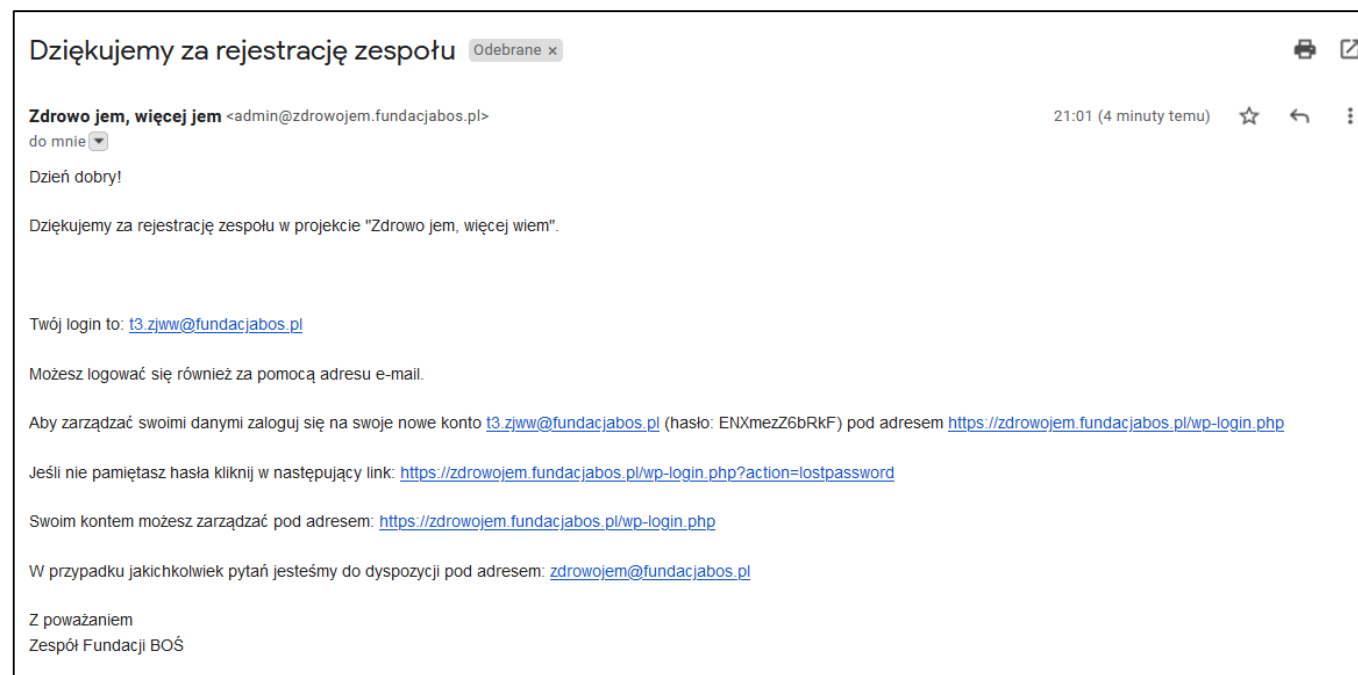 Dziękujemy za rejestrację zespołu Odebrane x
Zdrowo jem, więcej jem <admin@zdrowojem.fundacjabos.pl> 21:01 (4 minuty temu)
do mnie
Dzień dobry!
Dziękujemy za rejestrację zespołu w projekcie "Zdrowo jem, więcej wiem".
Twój login to: t3.zjww@fundacjabos.pl
Możesz logować się również za pomocą adresu e-mail.
Aby zarządzać swoimi danymi zaloguj się na swoje nowe konto t3.zjww@fundacjabos.pl (hasło: ENXmezZ6bRkF) pod adresem https://zdrowojem.fundacjabos.pl/wp-login.php
Jeśli nie pamiętasz hasła kliknij w następujący link: https://zdrowojem.fundacjabos.pl/wp-login.php?action=lostpassword
Swoim kontem możesz zarządzać pod adresem: https://zdrowojem.fundacjabos.pl/wp-login.php
W przypadku jakichkolwiek pytań jesteśmy do dyspozycji pod adresem: zdrowojem@fundacjabos.pl
Z poważaniem
Zespół Fundacji BOŚ